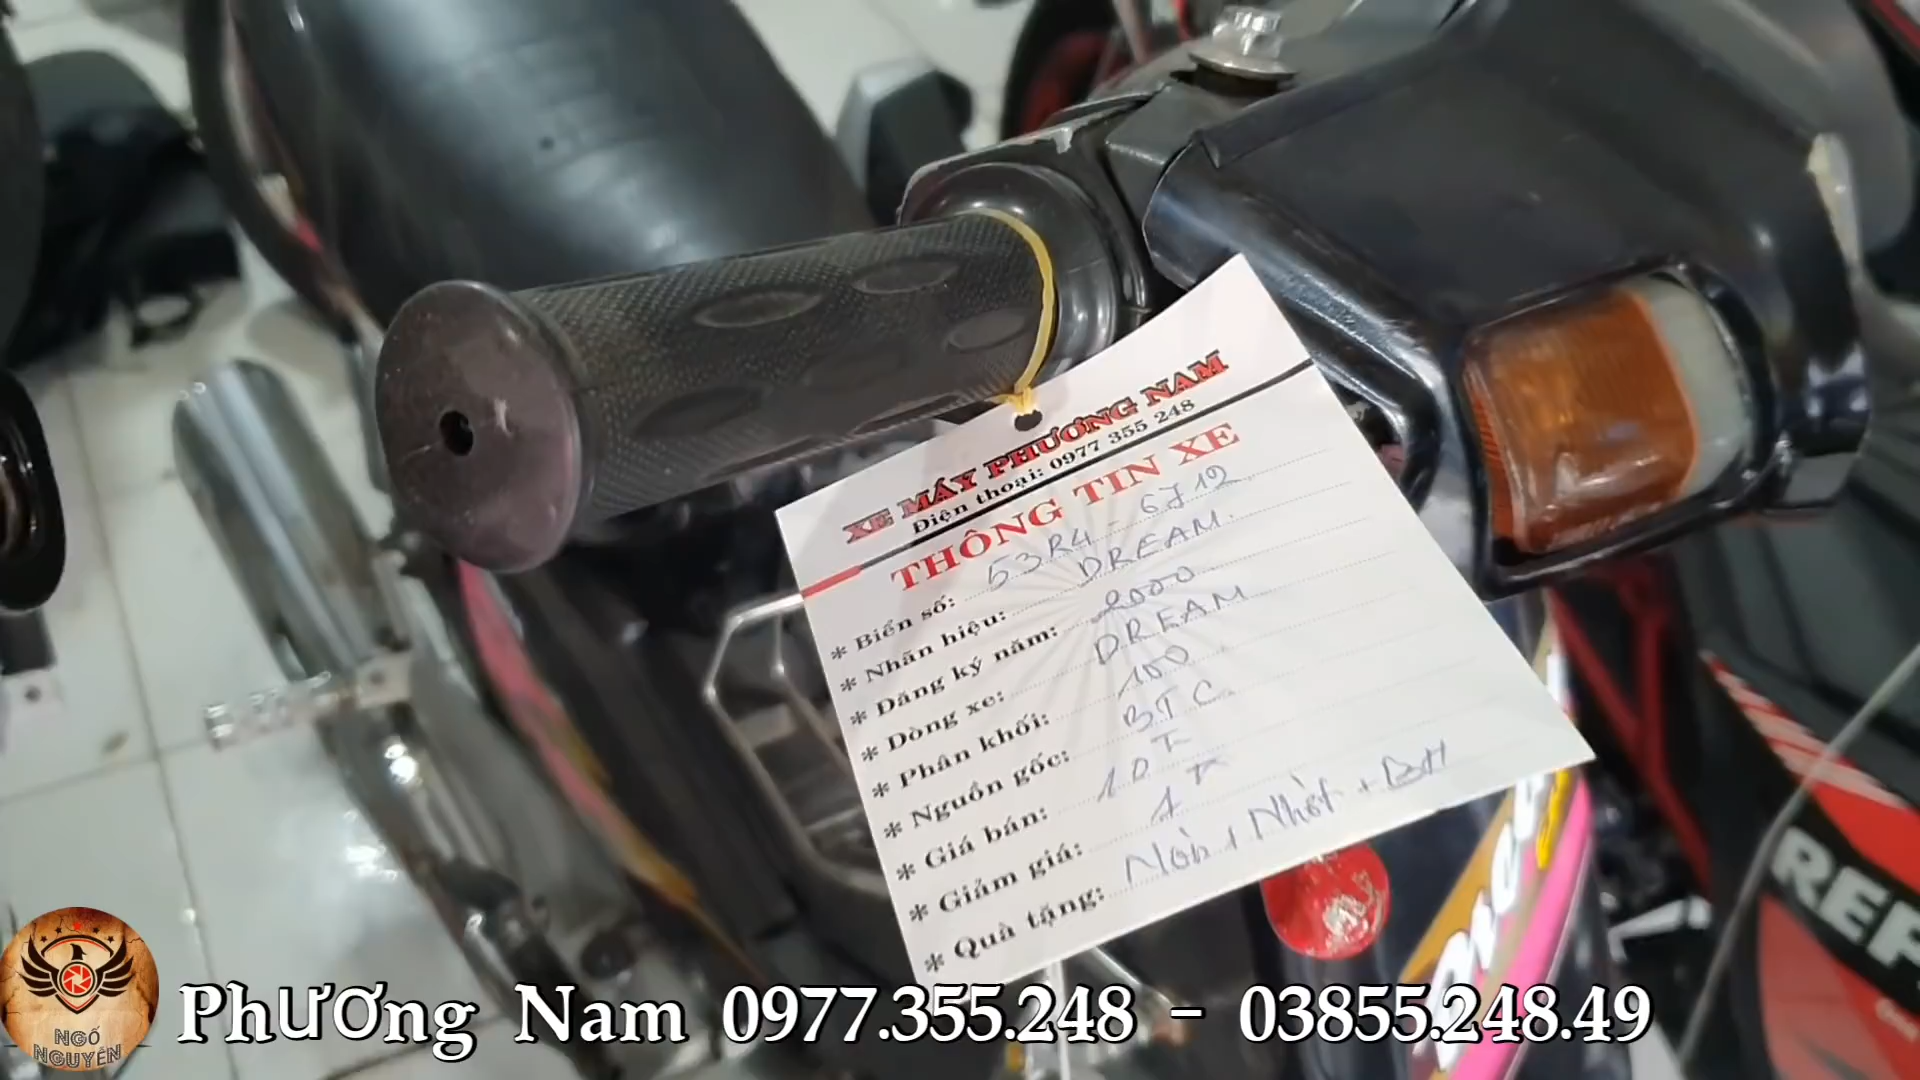 XE MÁY PHƯƠNG NAM
Điện thoại: 0977 355 248
THÔNG TIN XE
* Biển số: 53R4 - 6712
* Nhãn hiệu: DREAM.
* Đăng ký năm: 2000
* Dòng xe: DREAM
* Phân khối: 100
* Nguồn gốc: BTC
* Giá bán: 10 T
* Giảm giá: 1 T
* Quà tặng: Nón + Nhớt + BH
REP
NGỐ
NGUYỄN
Phương Nam 0977.355.248 - 03855.248.49